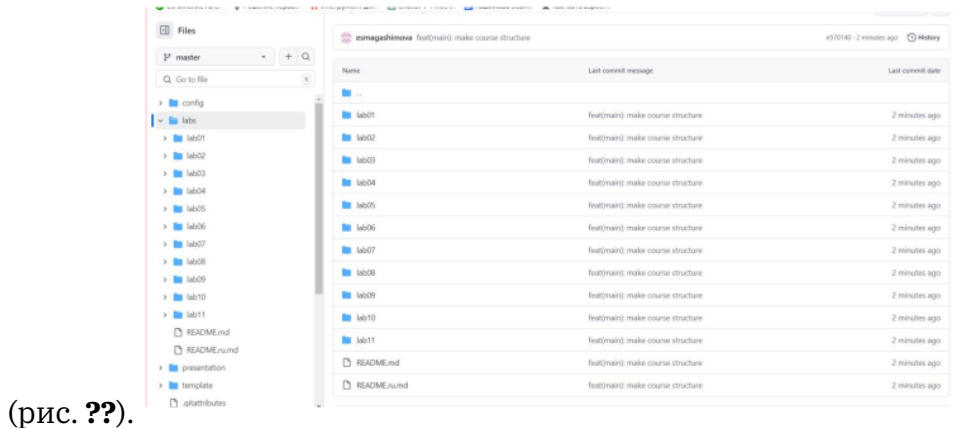 Files
master
Go to file
config
labs
lab01
lab02
lab03
lab04
lab05
lab06
lab07
lab08
lab09
lab10
lab11
README.md
README.ru.md
presentation
template
.gitattributes
esmagashimova feat(main): make course structure e570140 · 2 minutes ago History
Name Last commit message Last commit date
..
lab01 feat(main): make course structure 2 minutes ago
lab02 feat(main): make course structure 2 minutes ago
lab03 feat(main): make course structure 2 minutes ago
lab04 feat(main): make course structure 2 minutes ago
lab05 feat(main): make course structure 2 minutes ago
lab06 feat(main): make course structure 2 minutes ago
lab07 feat(main): make course structure 2 minutes ago
lab08 feat(main): make course structure 2 minutes ago
lab09 feat(main): make course structure 2 minutes ago
lab10 feat(main): make course structure 2 minutes ago
lab11 feat(main): make course structure 2 minutes ago
README.md feat(main): make course structure 2 minutes ago
README.ru.md feat(main): make course structure 2 minutes ago
(рис. ??).